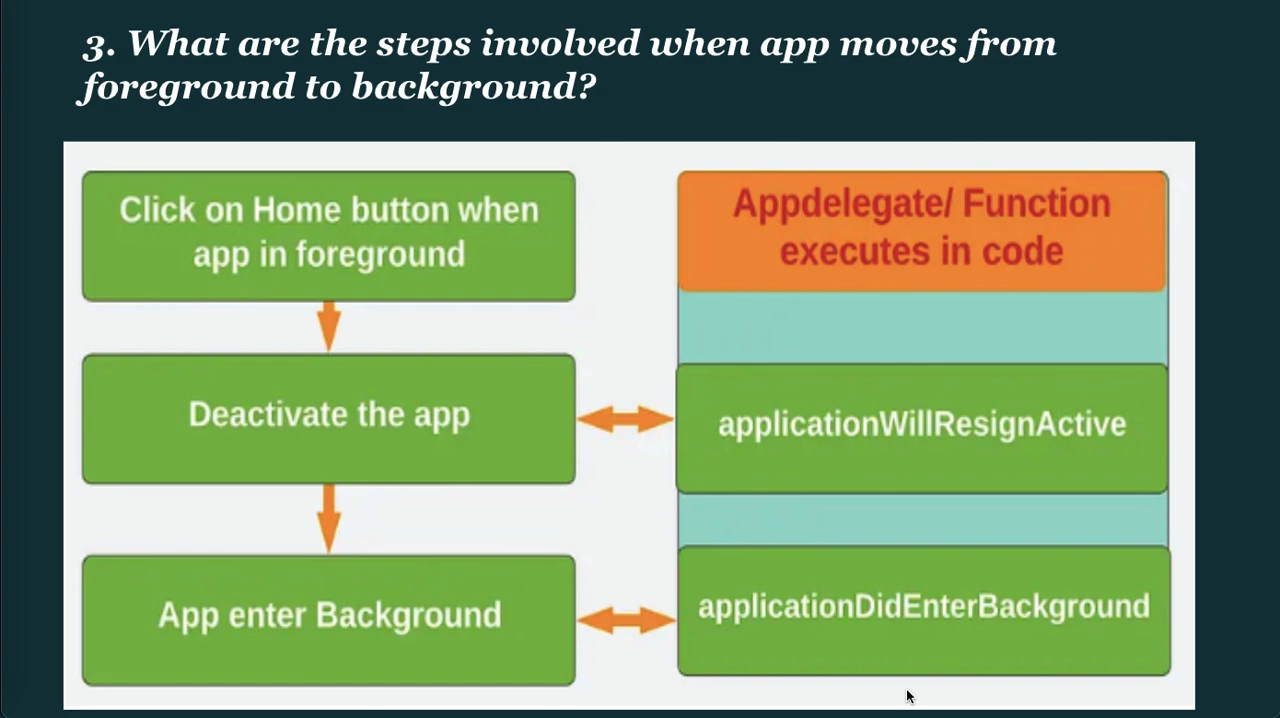 3. What are the steps involved when app moves from
foreground to background?
Click on Home button when
app in foreground
Appdelegate/ Function
executes in code
Deactivate the app
applicationWillResignActive
App enter Background
applicationDidEnterBackground